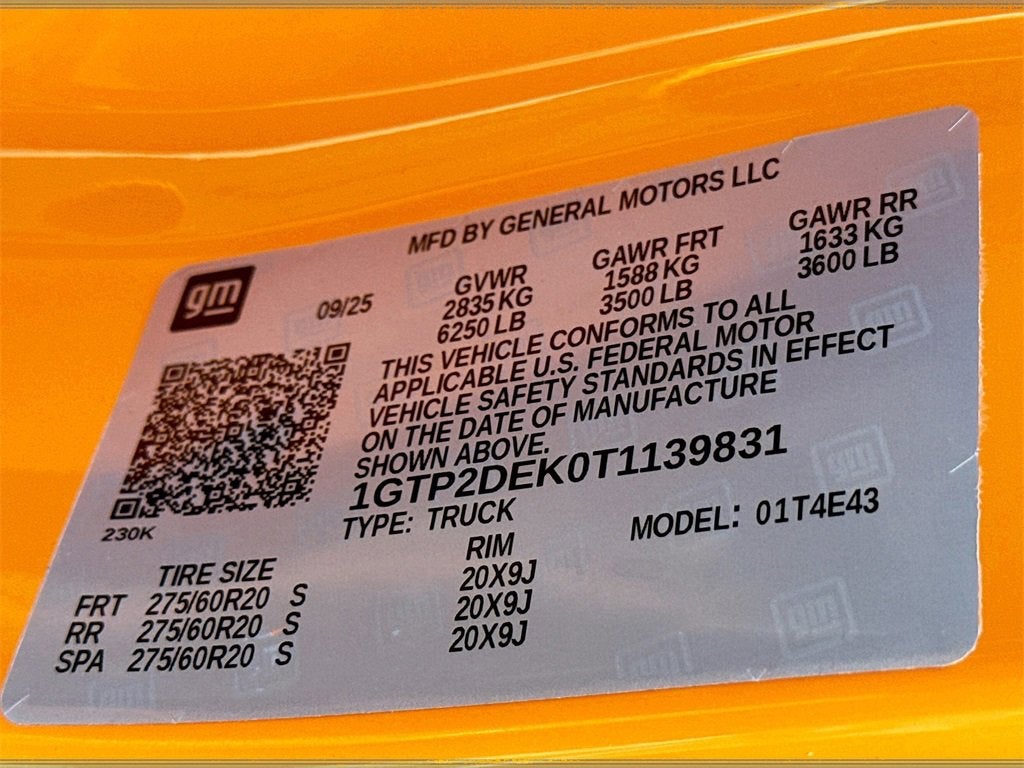 MFD BY GENERAL MOTORS LLC
gm
09/25
GVWR GAWR FRT GAWR RR
2835 KG 1588 KG 1633 KG
6250 LB 3500 LB 3600 LB
THIS VEHICLE CONFORMS TO ALL
APPLICABLE U.S. FEDERAL MOTOR
VEHICLE SAFETY STANDARDS IN EFFECT
ON THE DATE OF MANUFACTURE
SHOWN ABOVE.
1GTP2DEK0T1139831
230K
TYPE: TRUCK MODEL: 01T4E43
TIRE SIZE RIM
FRT 275/60R20 S 20X9J
RR 275/60R20 S 20X9J
SPA 275/60R20 S 20X9J